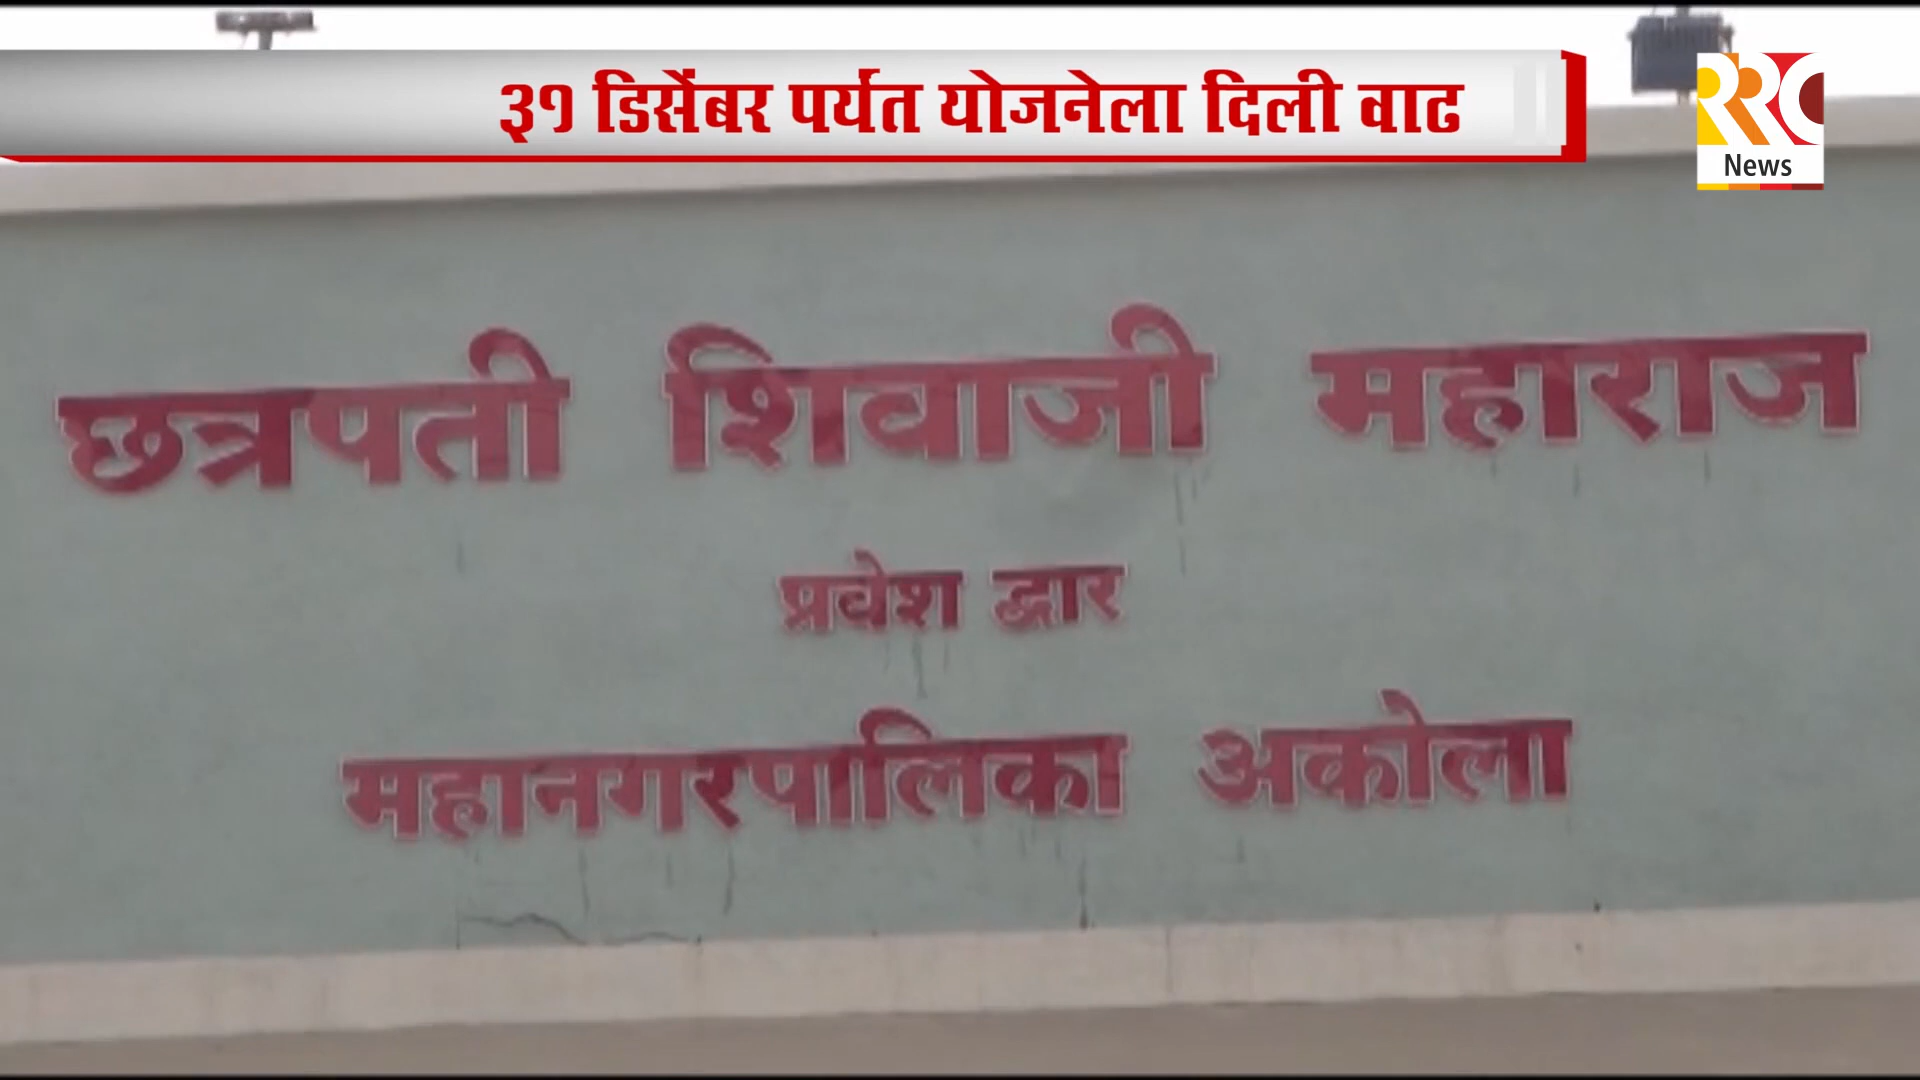 ३१ डिसेंबर पर्यंत योजनेला दिली वाढ
RRC
News
छत्रपती शिवाजी महाराज
प्रवेश द्वार
महानगरपालिका अकोला